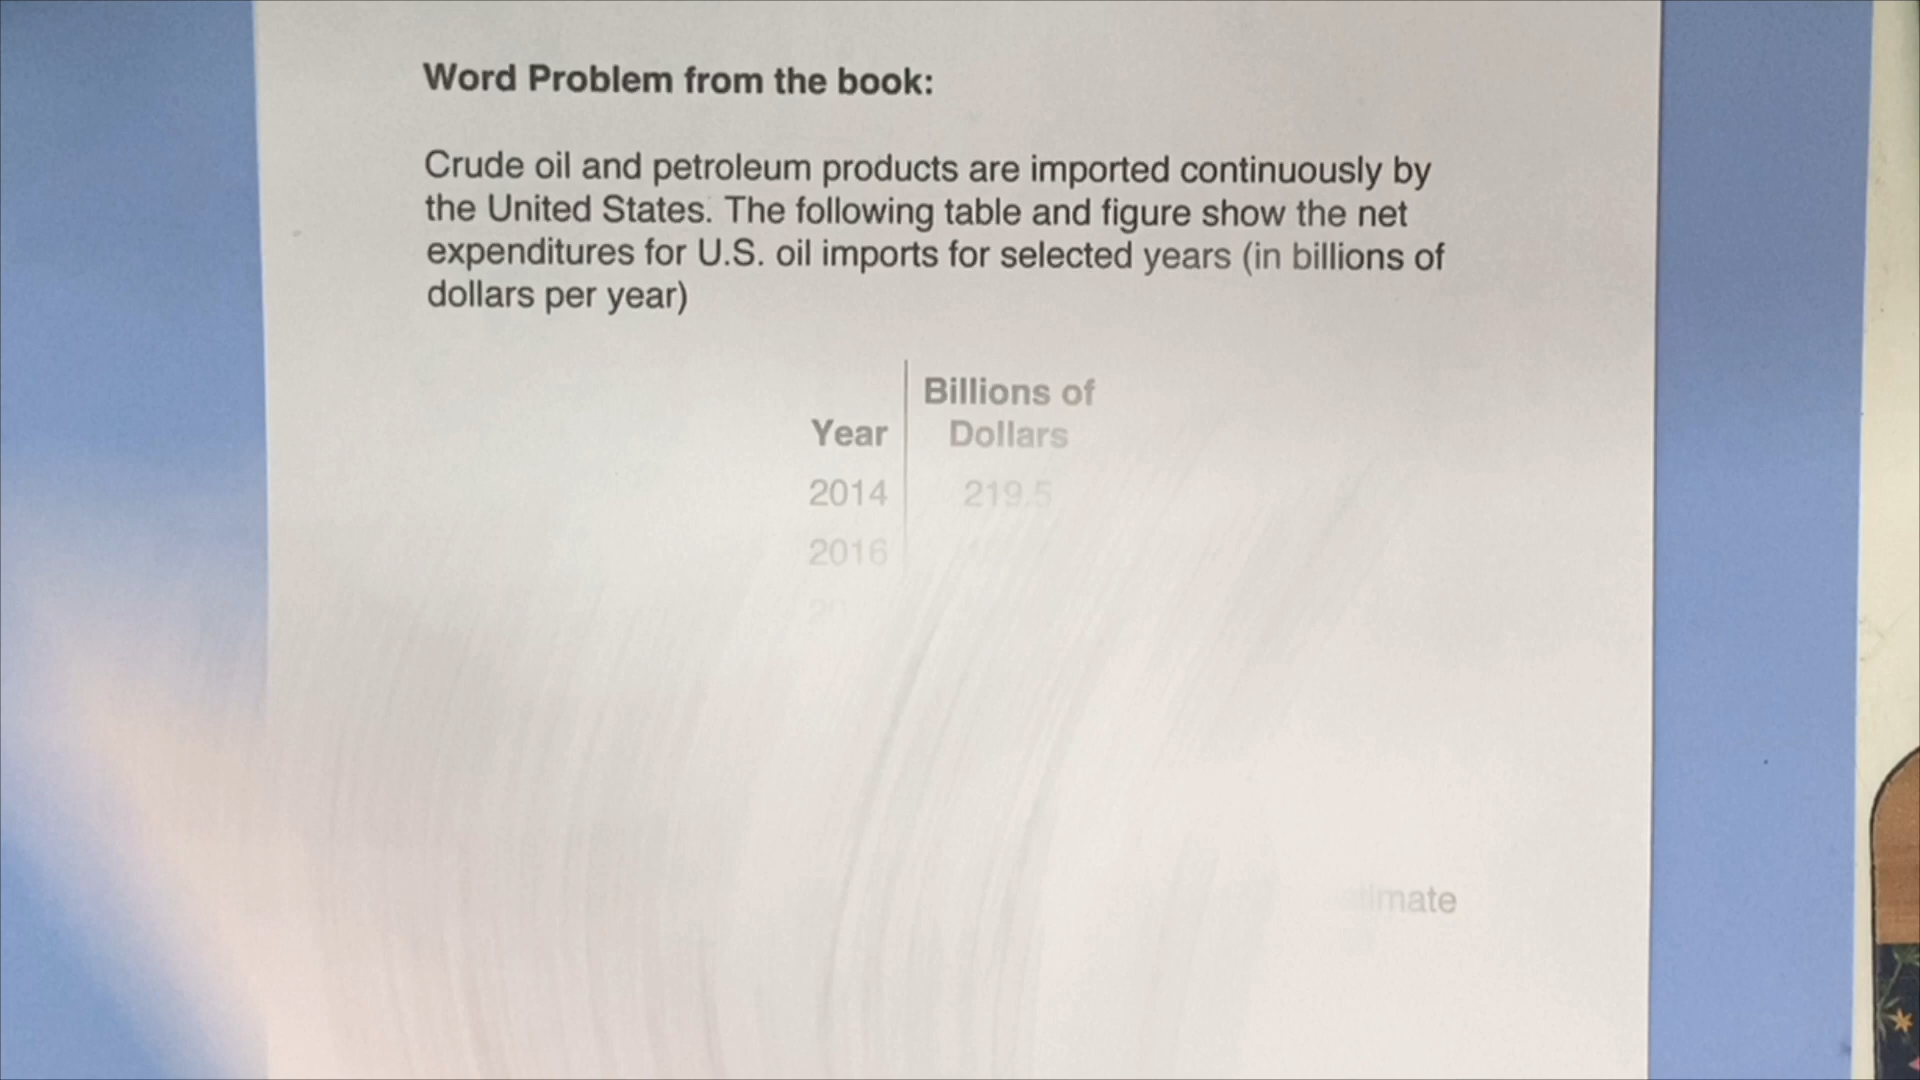 Word Problem from the book:
Crude oil and petroleum products are imported continuously by
the United States. The following table and figure show the net
expenditures for U.S. oil imports for selected years (in billions of
dollars per year)
Billions of
Year Dollars
2014 219.5
2016